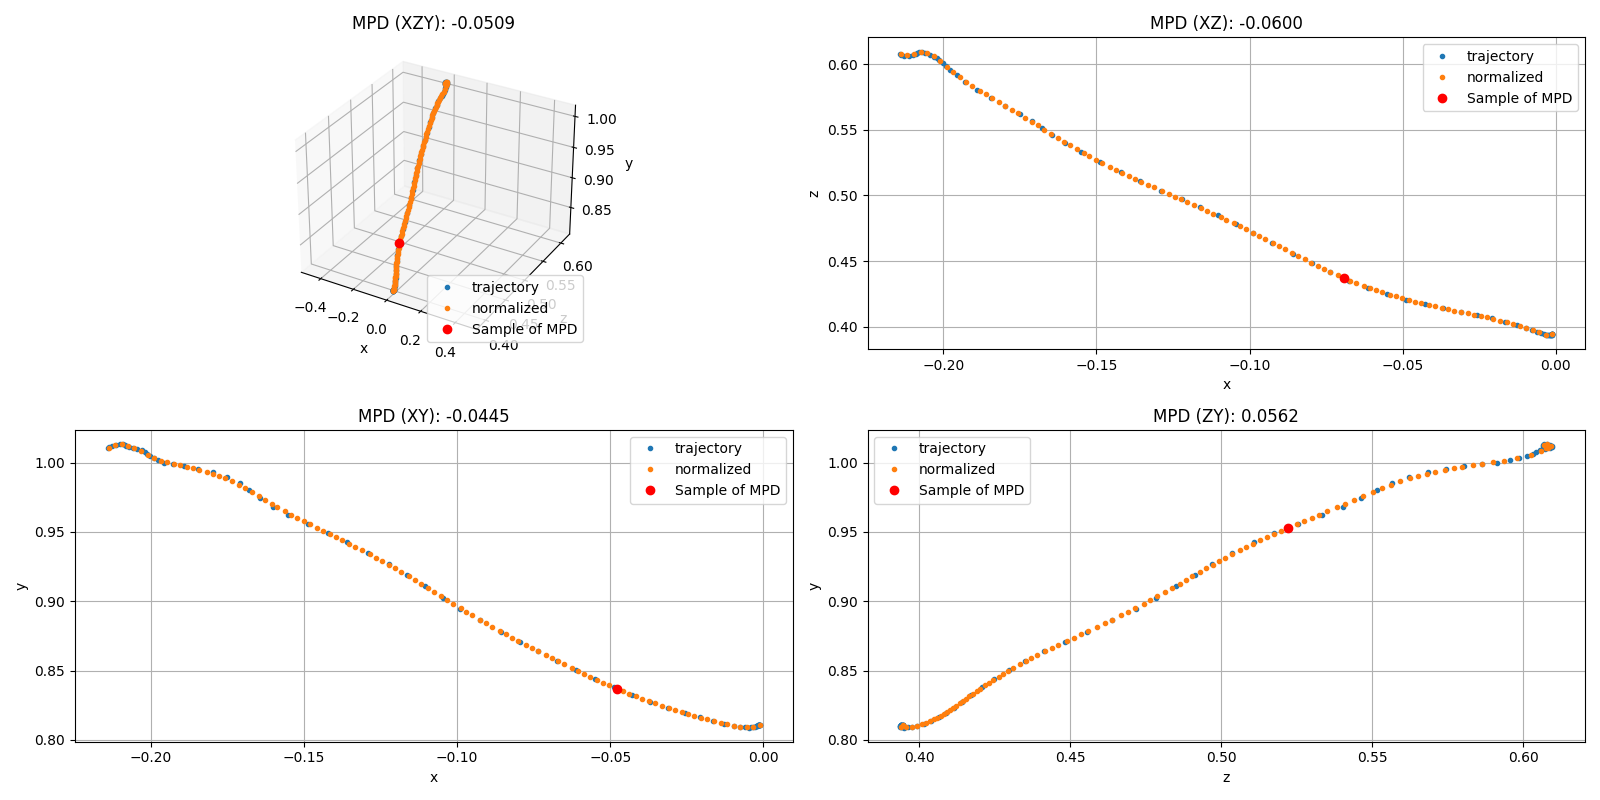 MPD (XZY): -0.0509
1.00
0.95
0.90
0.85
y
0.60
0.55
0.50
0.45
0.40
z
−0.4
−0.2
0.0
0.2
0.4
x
trajectory
normalized
Sample of MPD
MPD (XZ): -0.0600
0.60
0.55
0.50
0.45
0.40
z
−0.20
−0.15
−0.10
−0.05
0.00
x
trajectory
normalized
Sample of MPD
MPD (XY): -0.0445
1.00
0.95
0.90
0.85
0.80
y
−0.20
−0.15
−0.10
−0.05
0.00
x
trajectory
normalized
Sample of MPD
MPD (ZY): 0.0562
1.00
0.95
0.90
0.85
0.80
y
0.40
0.45
0.50
0.55
0.60
z
trajectory
normalized
Sample of MPD